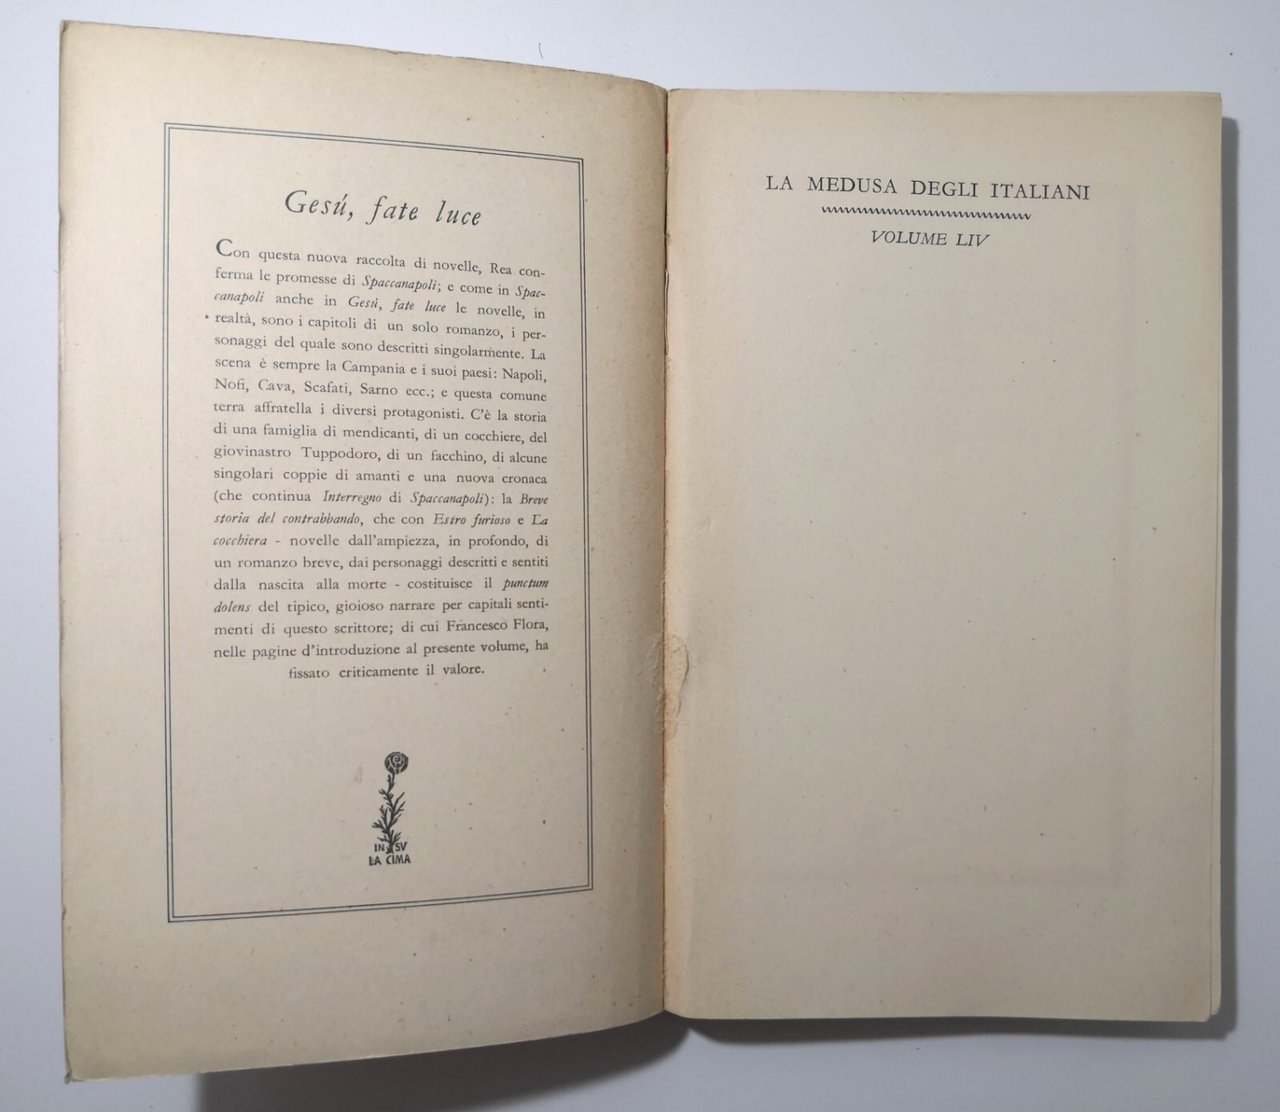 Gesú, fate luce
Con questa nuova raccolta di novelle, Rea con-
ferma le promesse di Spaccanapoli; e come in Spac-
canapoli anche in Gesú, fate luce le novelle, in
realtà, sono i capitoli di un solo romanzo, i per-
sonaggi del quale sono descritti singolarmente. La
scena è sempre la Campania e i suoi paesi: Napoli,
Nofi, Cava, Scafati, Sarno ecc.; e questa comune
terra affratella i diversi protagonisti. C'è la storia
di una famiglia di mendicanti, di un cocchiere, del
giovinastro Tuppodoro, di un facchino, di alcune
singolari coppie di amanti e una nuova cronaca
(che continua Interregno di Spaccanapoli): la Breve
storia del contrabbando, che con Estro furioso e La
cocchiera - novelle dall'ampiezza, in profondo, di
un romanzo breve, dai personaggi descritti e sentiti
dalla nascita alla morte - costituisce il punctum
dolens del tipico, gioioso narrare per capitali senti-
menti di questo scrittore; di cui Francesco Flora,
nelle pagine d'introduzione al presente volume, ha
fissato criticamente il valore.
IN SV
LA CIMA
LA MEDUSA DEGLI ITALIANI
VOLUME LIV